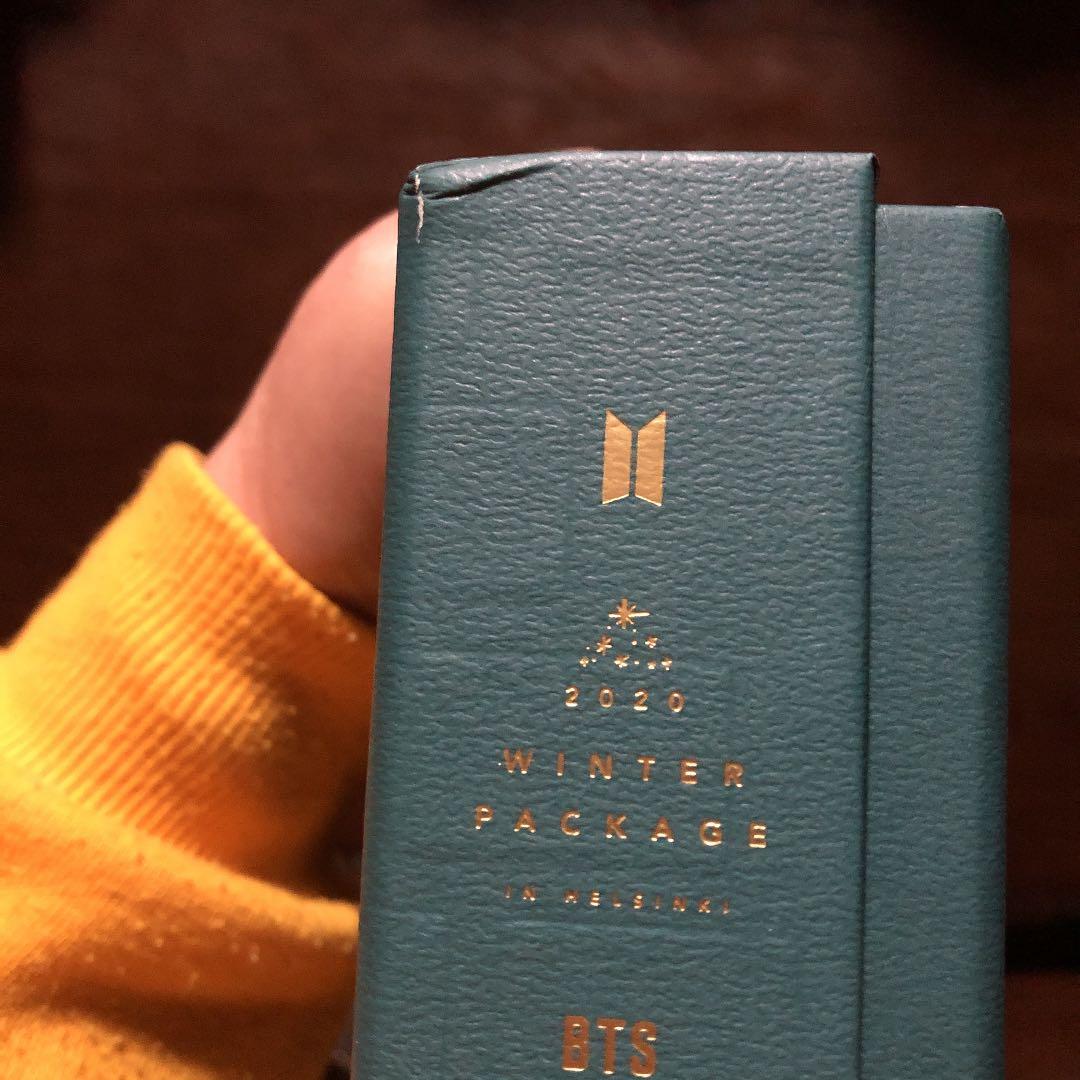 2020
WINTER
PACKAGE
IN HELSINKI
BTS